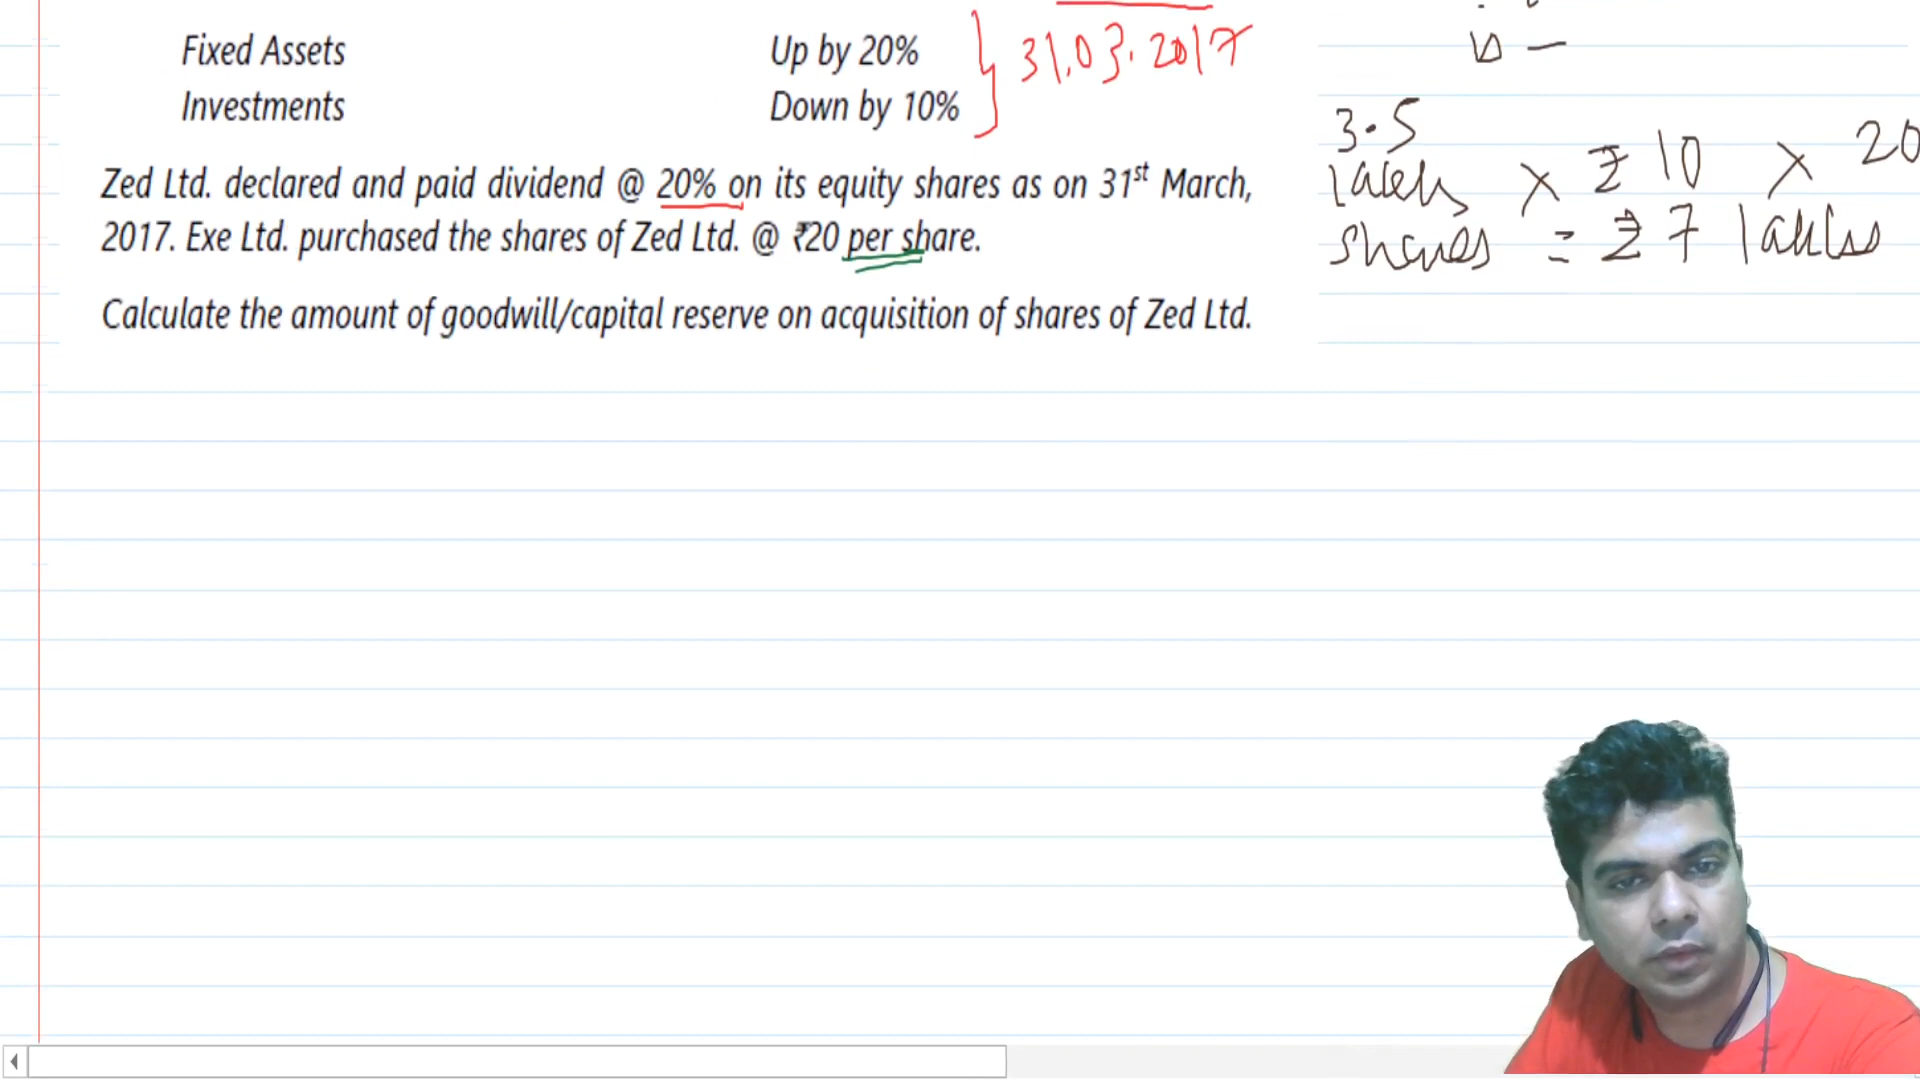 Fixed Assets Up by 20%
Investments Down by 10%
31.03.2017
Zed Ltd. declared and paid dividend @ 20% on its equity shares as on 31st March,
2017. Exe Ltd. purchased the shares of Zed Ltd. @ ₹20 per share.
Calculate the amount of goodwill/capital reserve on acquisition of shares of Zed Ltd.
3.5
lakh × ₹ 10 × 20
shares = ₹ 7 lakhs